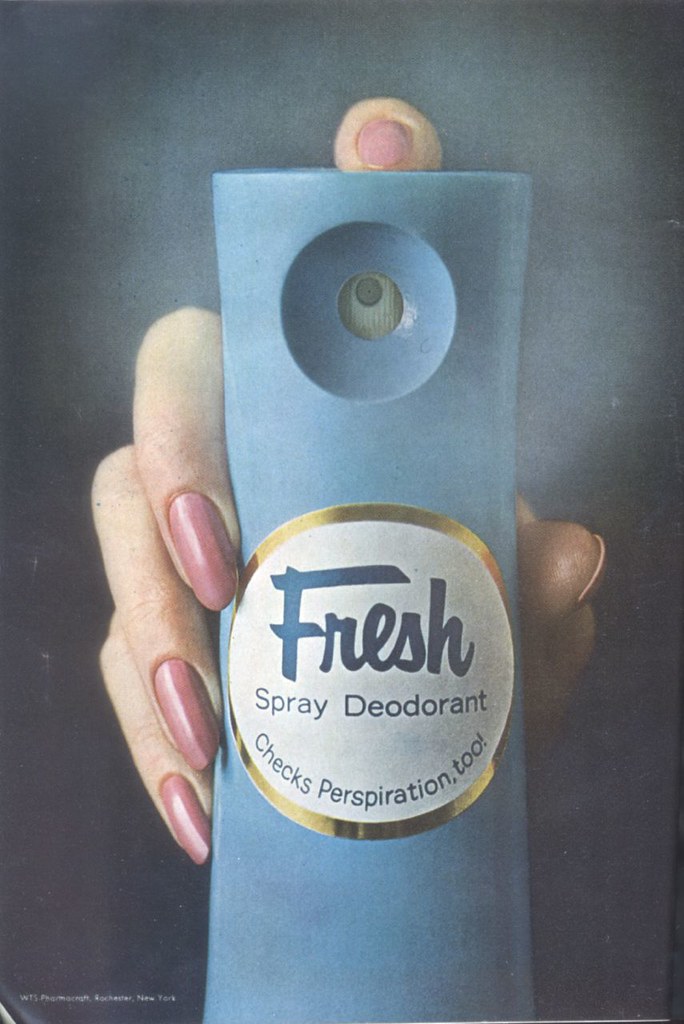 Fresh
Spray Deodorant
Checks Perspiration, too!
WTS-Pharmacraft, Rochester, New York